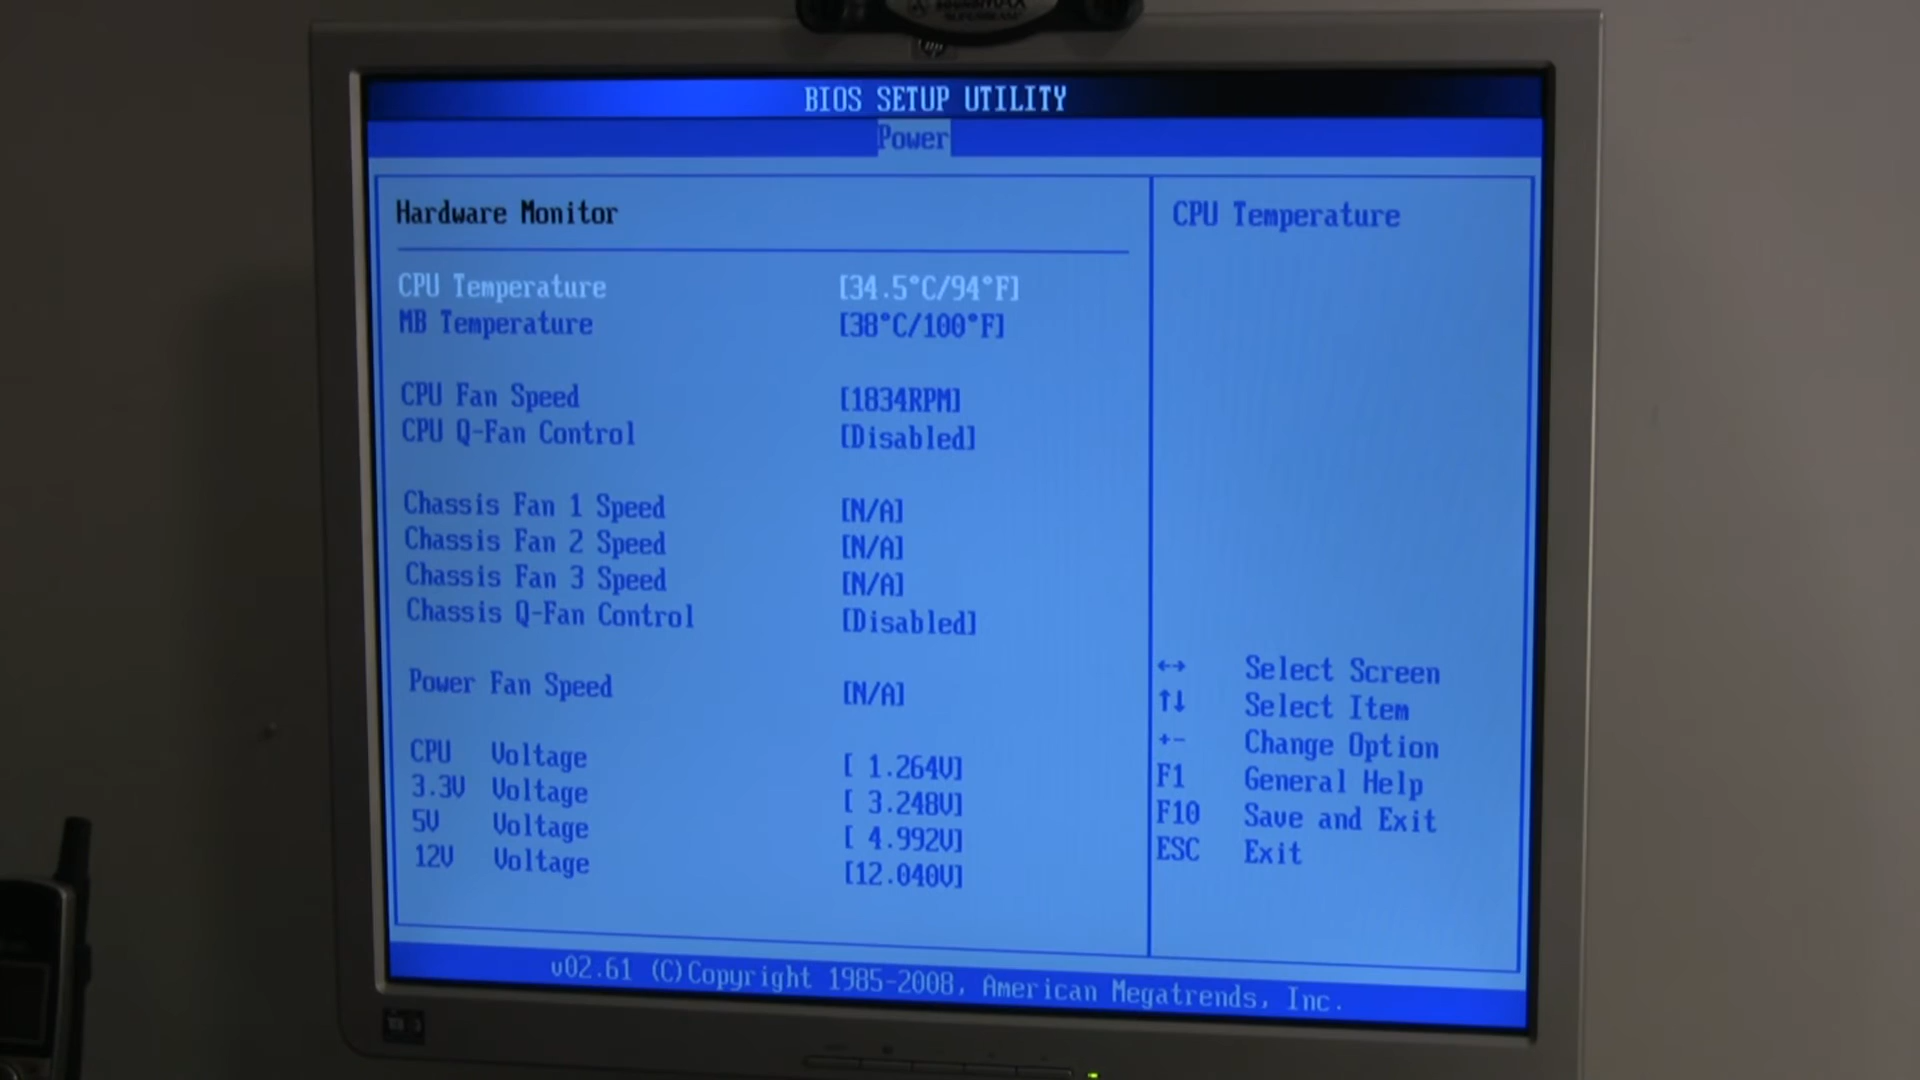 BIOS SETUP UTILITY
Power
Hardware Monitor
CPU Temperature [34.5°C/94°F]
MB Temperature [38°C/100°F]
CPU Fan Speed [1834RPM]
CPU Q-Fan Control [Disabled]
Chassis Fan 1 Speed [N/A]
Chassis Fan 2 Speed [N/A]
Chassis Fan 3 Speed [N/A]
Chassis Q-Fan Control [Disabled]
Power Fan Speed [N/A]
CPU Voltage [ 1.264V]
3.3V Voltage [ 3.248V]
5V Voltage [ 4.992V]
12V Voltage [12.040V]
CPU Temperature
↔ Select Screen
↑↓ Select Item
+- Change Option
F1 General Help
F10 Save and Exit
ESC Exit
v02.61 (C)Copyright 1985-2008, American Megatrends, Inc.
hp